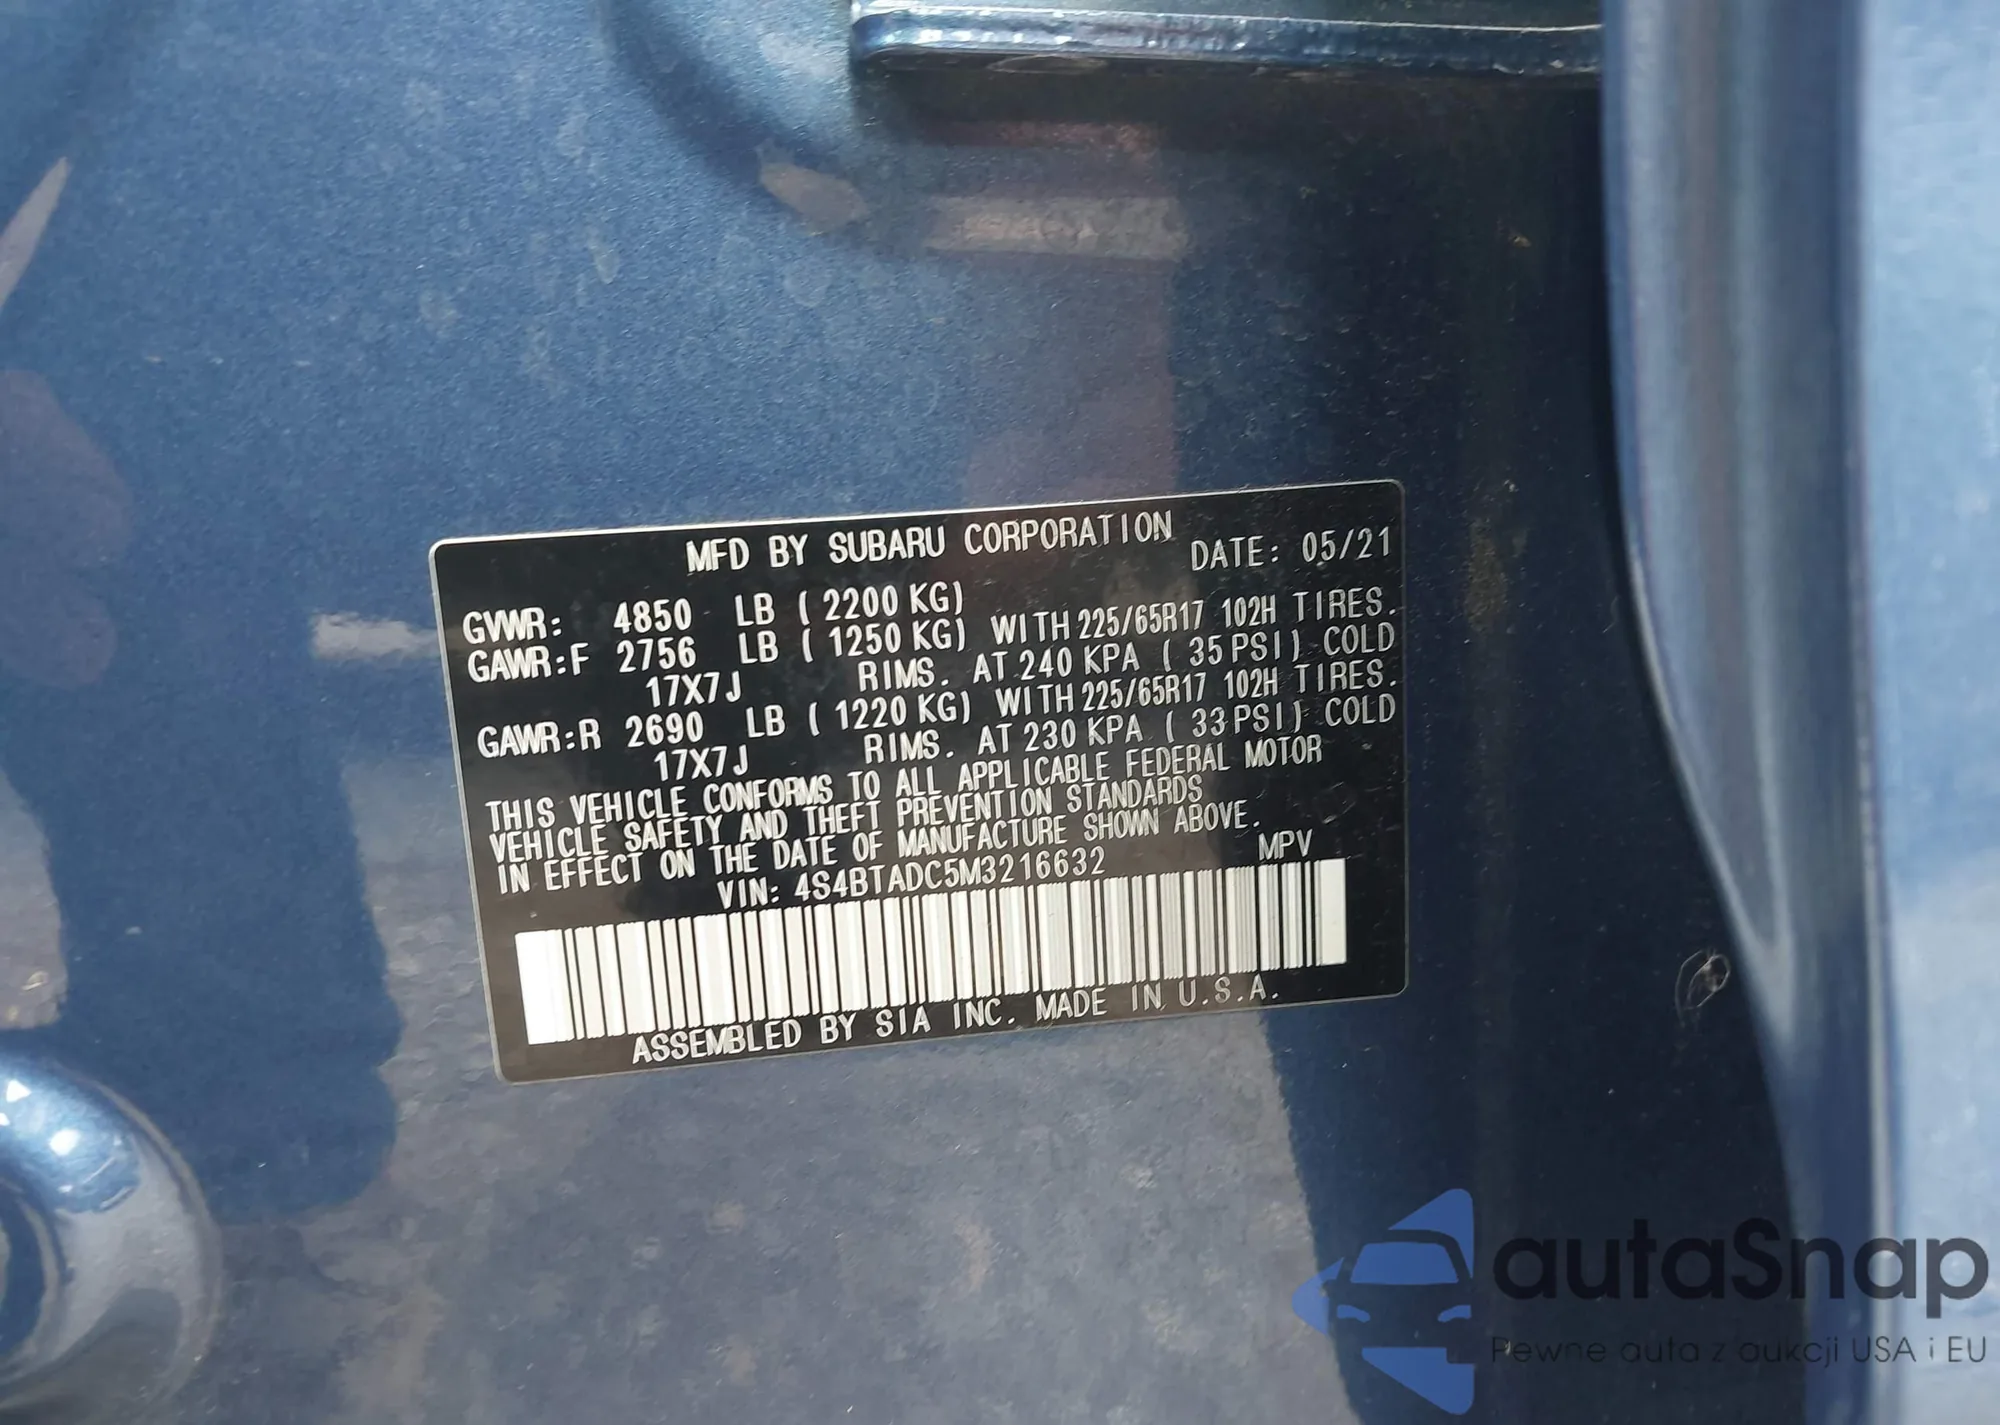 MFD BY SUBARU CORPORATION DATE: 05/21
GVWR: 4850 LB ( 2200 KG)
GAWR:F 2756 LB ( 1250 KG) WITH 225/65R17 102H TIRES.
17X7J RIMS. AT 240 KPA ( 35 PSI) COLD
GAWR:R 2690 LB ( 1220 KG) WITH 225/65R17 102H TIRES.
17X7J RIMS. AT 230 KPA ( 33 PSI) COLD
THIS VEHICLE CONFORMS TO ALL APPLICABLE FEDERAL MOTOR
VEHICLE SAFETY AND THEFT PREVENTION STANDARDS
IN EFFECT ON THE DATE OF MANUFACTURE SHOWN ABOVE.
VIN: 4S4BTADC5M3216632 MPV
ASSEMBLED BY SIA INC. MADE IN U.S.A.
autaSnap
Pewne auta z aukcji USA i EU